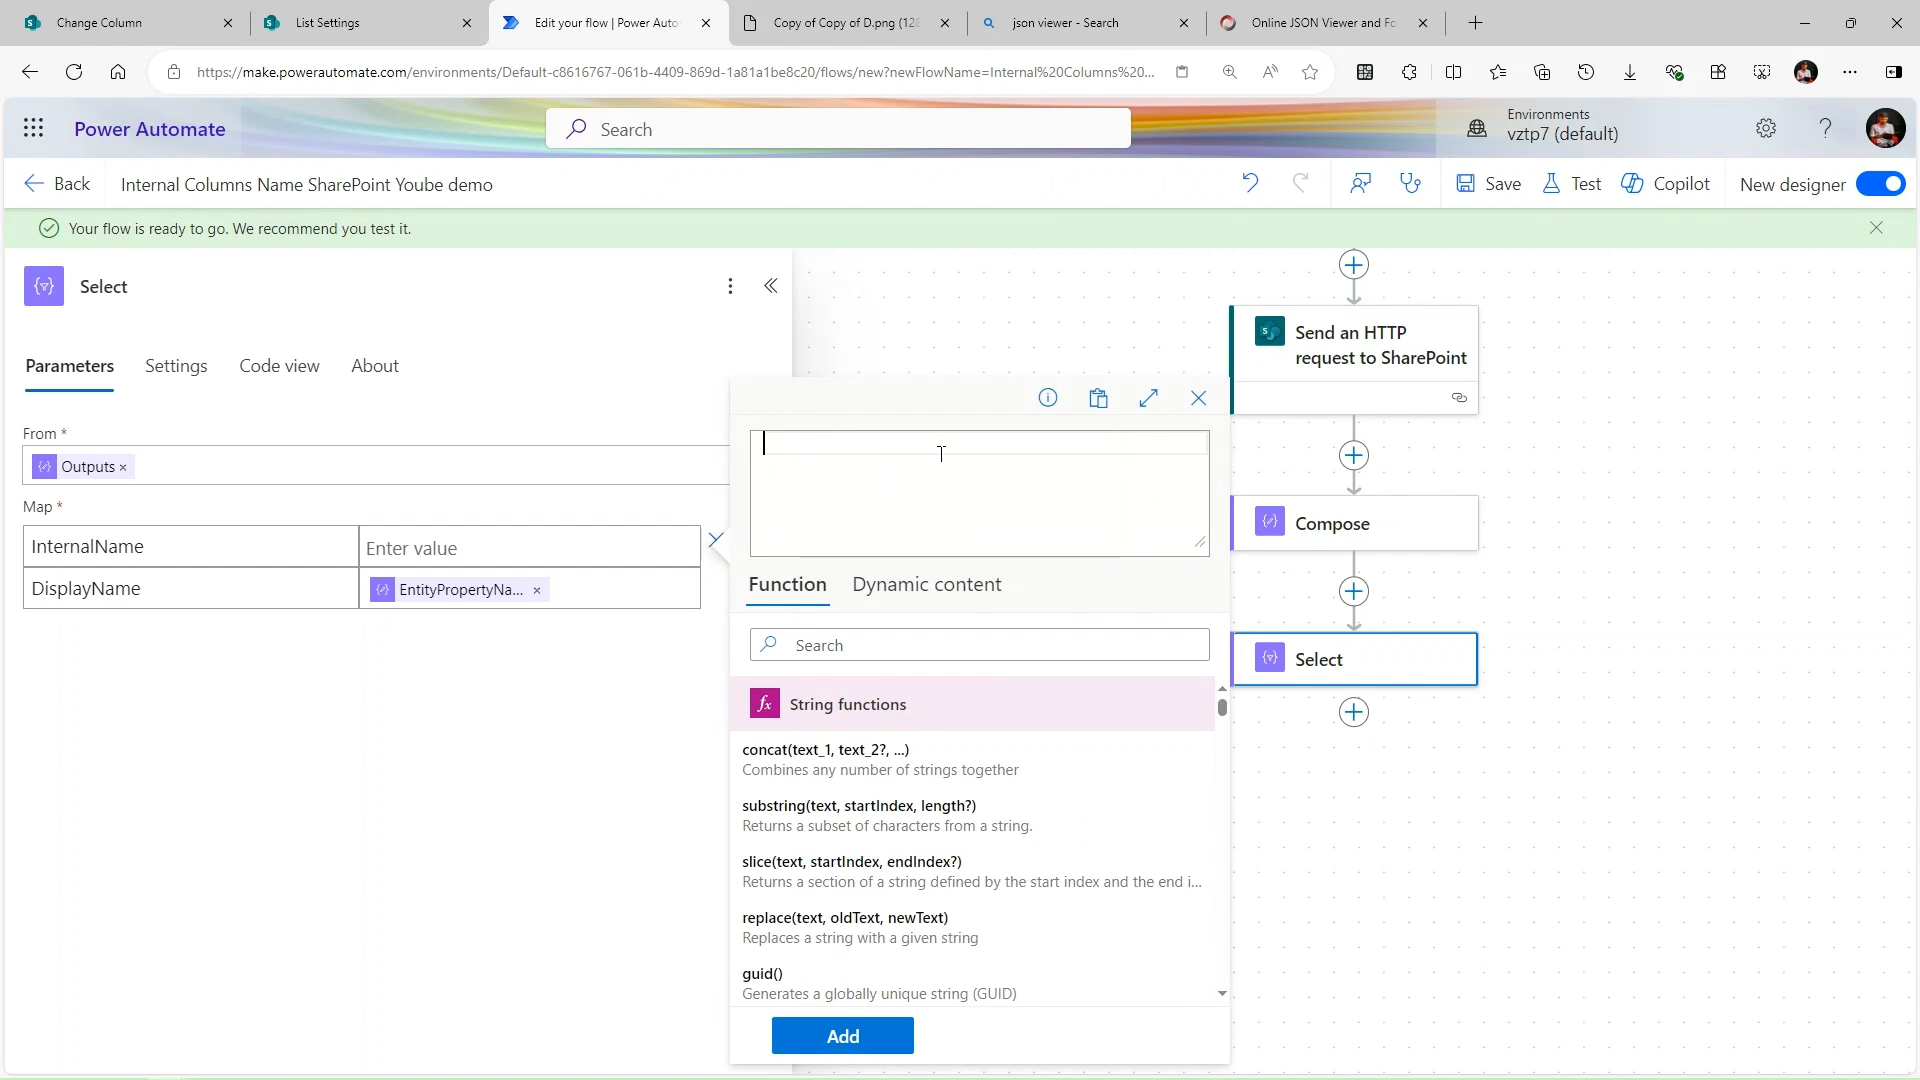 Change Column
List Settings
Edit your flow | Power Auto
Copy of Copy of D.png (128
json viewer - Search
Online JSON Viewer and Fo
https://make.powerautomate.com/environments/Default-c8616767-061b-4409-869d-1a81a1be8c20/flows/new?newFlowName=Internal%20Columns%20...
Power Automate
Search
Environments
vztp7 (default)
Back
Internal Columns Name SharePoint Yoube demo
Save
Test
Copilot
New designer
Your flow is ready to go. We recommend you test it.
Select
Parameters
Settings
Code view
About
From *
Outputs ×
Map *
InternalName
Enter value
DisplayName
EntityPropertyNa... ×
Function
Dynamic content
Search
fx
String functions
concat(text_1, text_2?, ...)
Combines any number of strings together
substring(text, startIndex, length?)
Returns a subset of characters from a string.
slice(text, startIndex, endIndex?)
Returns a section of a string defined by the start index and the end i...
replace(text, oldText, newText)
Replaces a string with a given string
guid()
Generates a globally unique string (GUID)
Add
Send an HTTP
request to SharePoint
Compose
Select